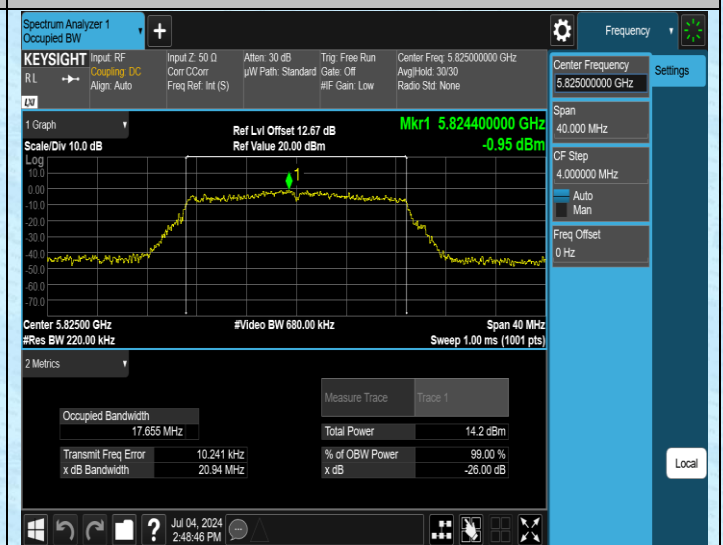 Spectrum Analyzer 1
Occupied BW
+
Frequency
KEYSIGHT
RL
LXI
Input: RF
Coupling: DC
Align: Auto
Input Z: 50 Ω
Corr CCorr
Freq Ref: Int (S)
Atten: 30 dB
µW Path: Standard
Trig: Free Run
Gate: Off
#IF Gain: Low
Center Freq: 5.825000000 GHz
Avg|Hold: 30/30
Radio Std: None
Center Frequency
5.825000000 GHz
Settings
Span
40.000 MHz
CF Step
4.000000 MHz
Auto
Man
Freq Offset
0 Hz
Local
1 Graph
Scale/Div 10.0 dB
Ref Lvl Offset 12.67 dB
Ref Value 20.00 dBm
Mkr1 5.824400000 GHz
-0.95 dBm
Log
10.0
0.00
-10.0
-20.0
-30.0
-40.0
-50.0
-60.0
-70.0
1
Center 5.82500 GHz
#Res BW 220.00 kHz
#Video BW 680.00 kHz
Span 40 MHz
Sweep 1.00 ms (1001 pts)
2 Metrics
Measure Trace
Trace 1
Occupied Bandwidth
17.655 MHz
Total Power
14.2 dBm
Transmit Freq Error
10.241 kHz
% of OBW Power
99.00 %
x dB Bandwidth
20.94 MHz
x dB
-26.00 dB
?
Jul 04, 2024
2:48:46 PM